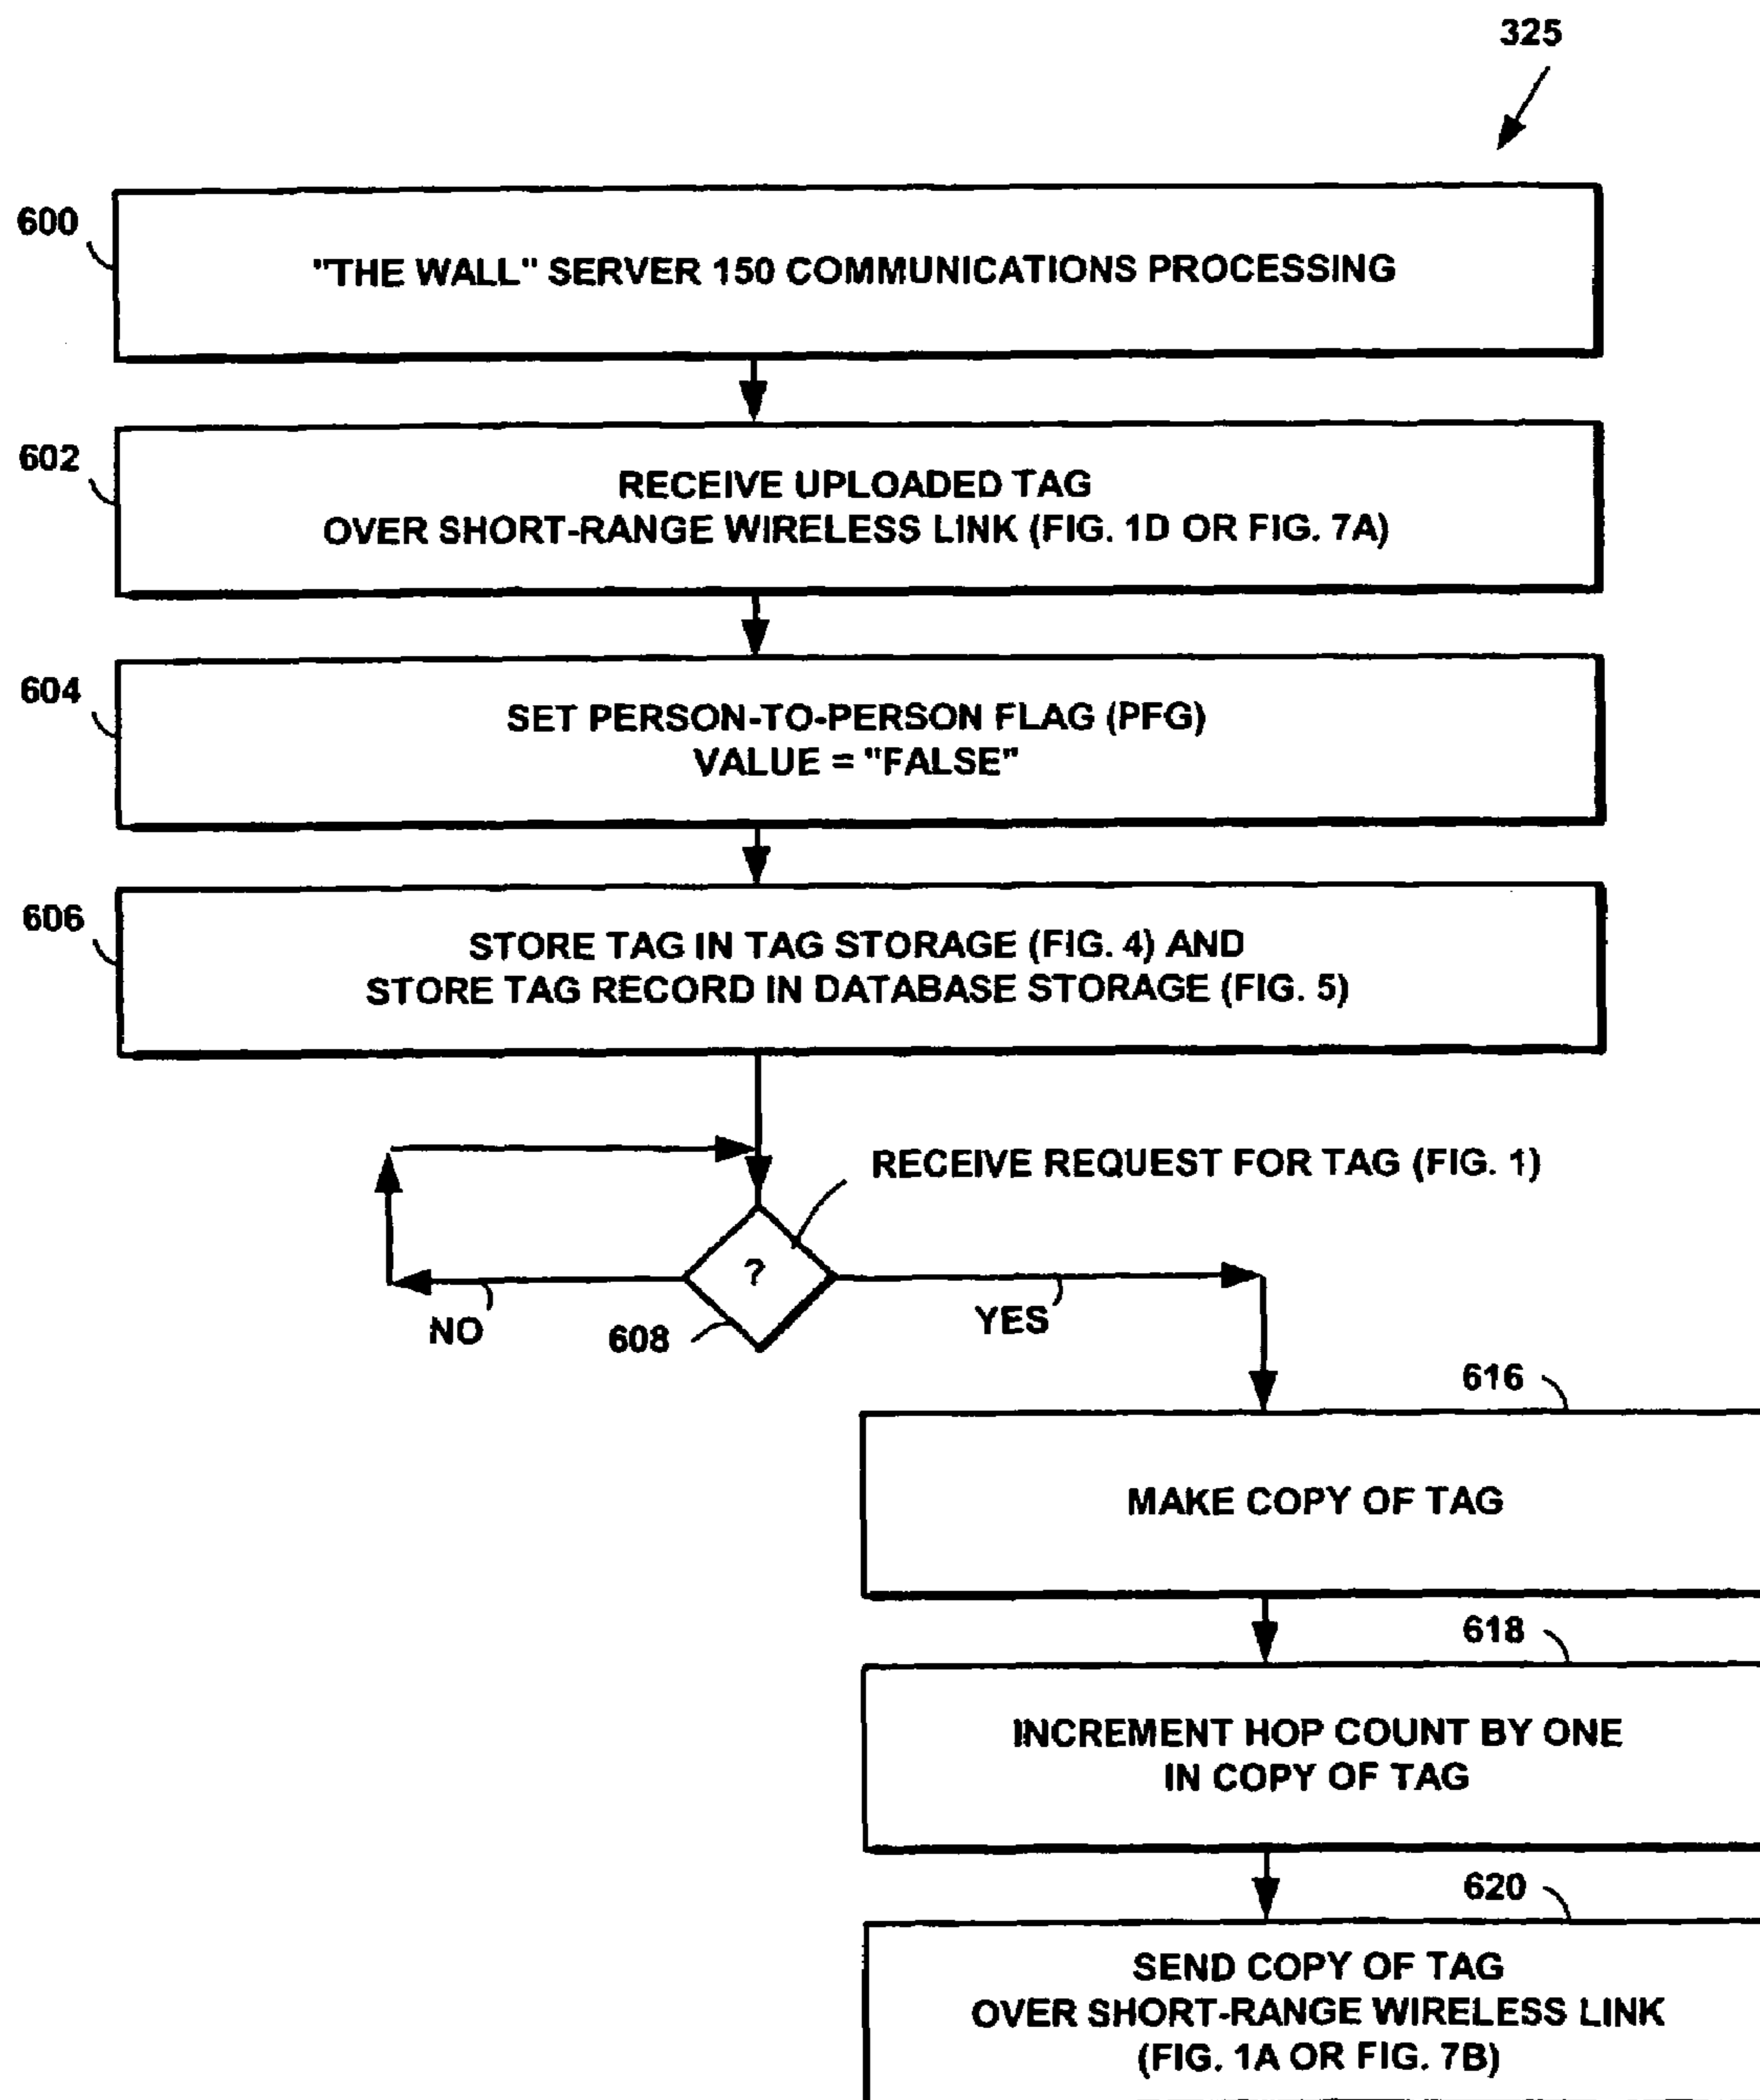 325
600
"THE WALL" SERVER 150 COMMUNICATIONS PROCESSING
602
RECEIVE UPLOADED TAG
OVER SHORT-RANGE WIRELESS LINK (FIG. 1D OR FIG. 7A)
604
SET PERSON-TO-PERSON FLAG (PFG)
VALUE = "FALSE"
606
STORE TAG IN TAG STORAGE (FIG. 4) AND
STORE TAG RECORD IN DATABASE STORAGE (FIG. 5)
RECEIVE REQUEST FOR TAG (FIG. 1)
?
NO
608
YES
616
MAKE COPY OF TAG
618
INCREMENT HOP COUNT BY ONE
IN COPY OF TAG
620
SEND COPY OF TAG
OVER SHORT-RANGE WIRELESS LINK
(FIG. 1A OR FIG. 7B)